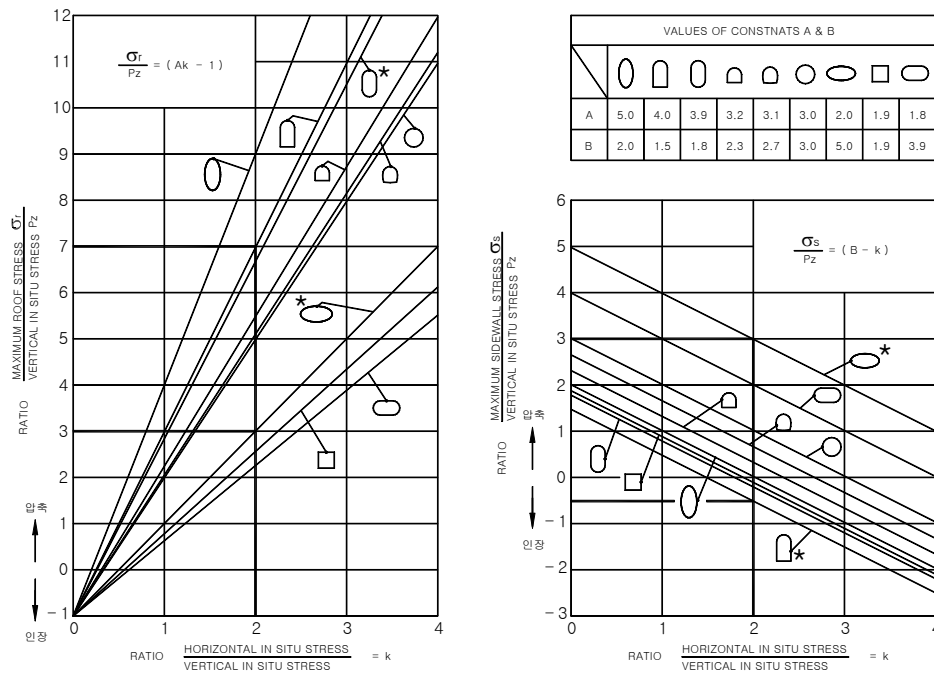 12
11
10
9
8
7
6
5
4
3
2
1
0
－1
σr
Pz
= ( Ak － 1 )
*
*
MAXIMUM ROOF STRESS σr
VERTICAL IN SITU STRESS Pz
RATIO
압축
인장
0 1 2 3 4
RATIO HORIZONTAL IN SITU STRESS = k
VERTICAL IN SITU STRESS
VALUES OF CONSTNATS A & B
A 5.0 4.0 3.9 3.2 3.1 3.0 2.0 1.9 1.8
B 2.0 1.5 1.8 2.3 2.7 3.0 5.0 1.9 3.9
6
5
4
3
2
1
0
－1
－2
－3
σs
Pz
= ( B－ k )
*
*
MAXIMUM SIDEWALL STRESS σs
VERTICAL IN SITU STRESS Pz
RATIO
압축
인장
0 1 2 3 4
RATIO HORIZONTAL IN SITU STRESS = k
VERTICAL IN SITU STRESS